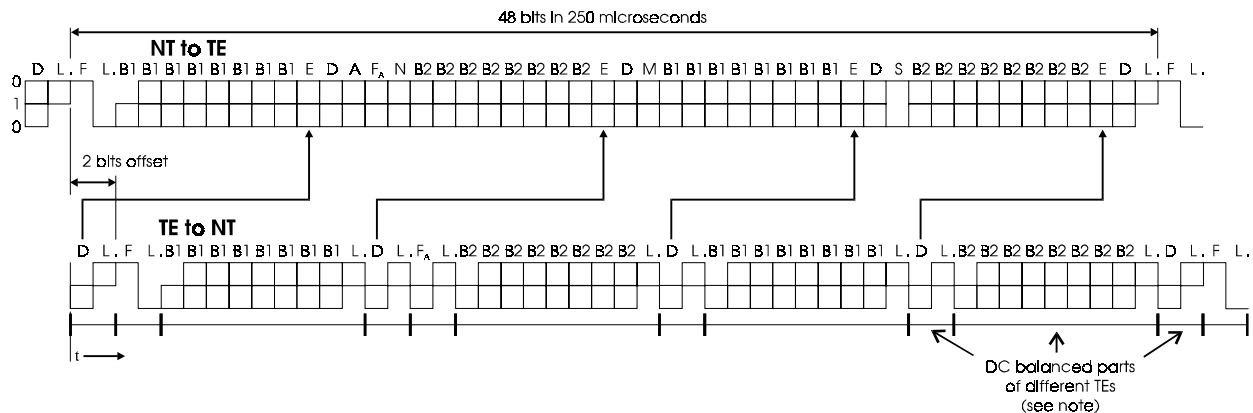 48 bits in 250 microseconds
NT to TE
D L. F L. B1 B1 B1 B1 B1 B1 B1 B1 E D A FA N B2 B2 B2 B2 B2 B2 B2 B2 E D M B1 B1 B1 B1 B1 B1 B1 B1 E D S B2 B2 B2 B2 B2 B2 B2 B2 E D L. F L.
0
1
0
2 bits offset
TE to NT
D L. F L. B1 B1 B1 B1 B1 B1 B1 B1 L. D L. FA L. B2 B2 B2 B2 B2 B2 B2 B2 L. D L. B1 B1 B1 B1 B1 B1 B1 B1 L. D L. B2 B2 B2 B2 B2 B2 B2 B2 L. D L. F L.
t
DC balanced parts
of different TEs
(see note)